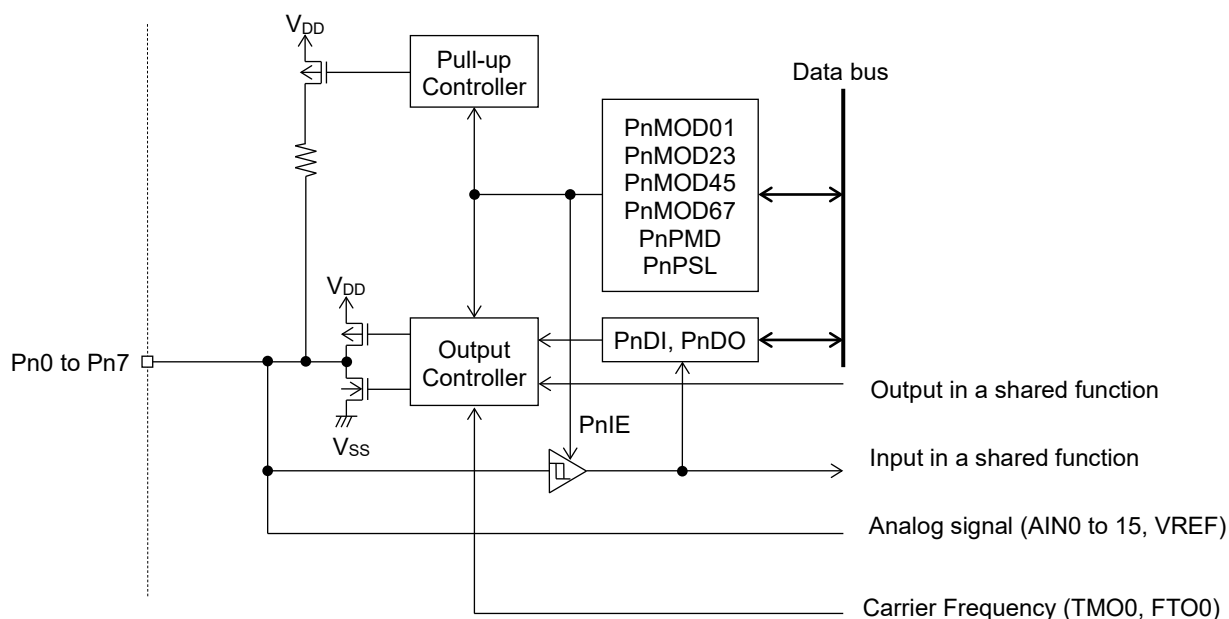 VDD
Pull-up
Controller
Data bus
PnMOD01
PnMOD23
PnMOD45
PnMOD67
PnPMD
PnPSL
VDD
Pn0 to Pn7
Output
Controller
PnDI, PnDO
Output in a shared function
PnIE
VSS
Input in a shared function
Analog signal (AIN0 to 15, VREF)
Carrier Frequency (TMO0, FTO0)